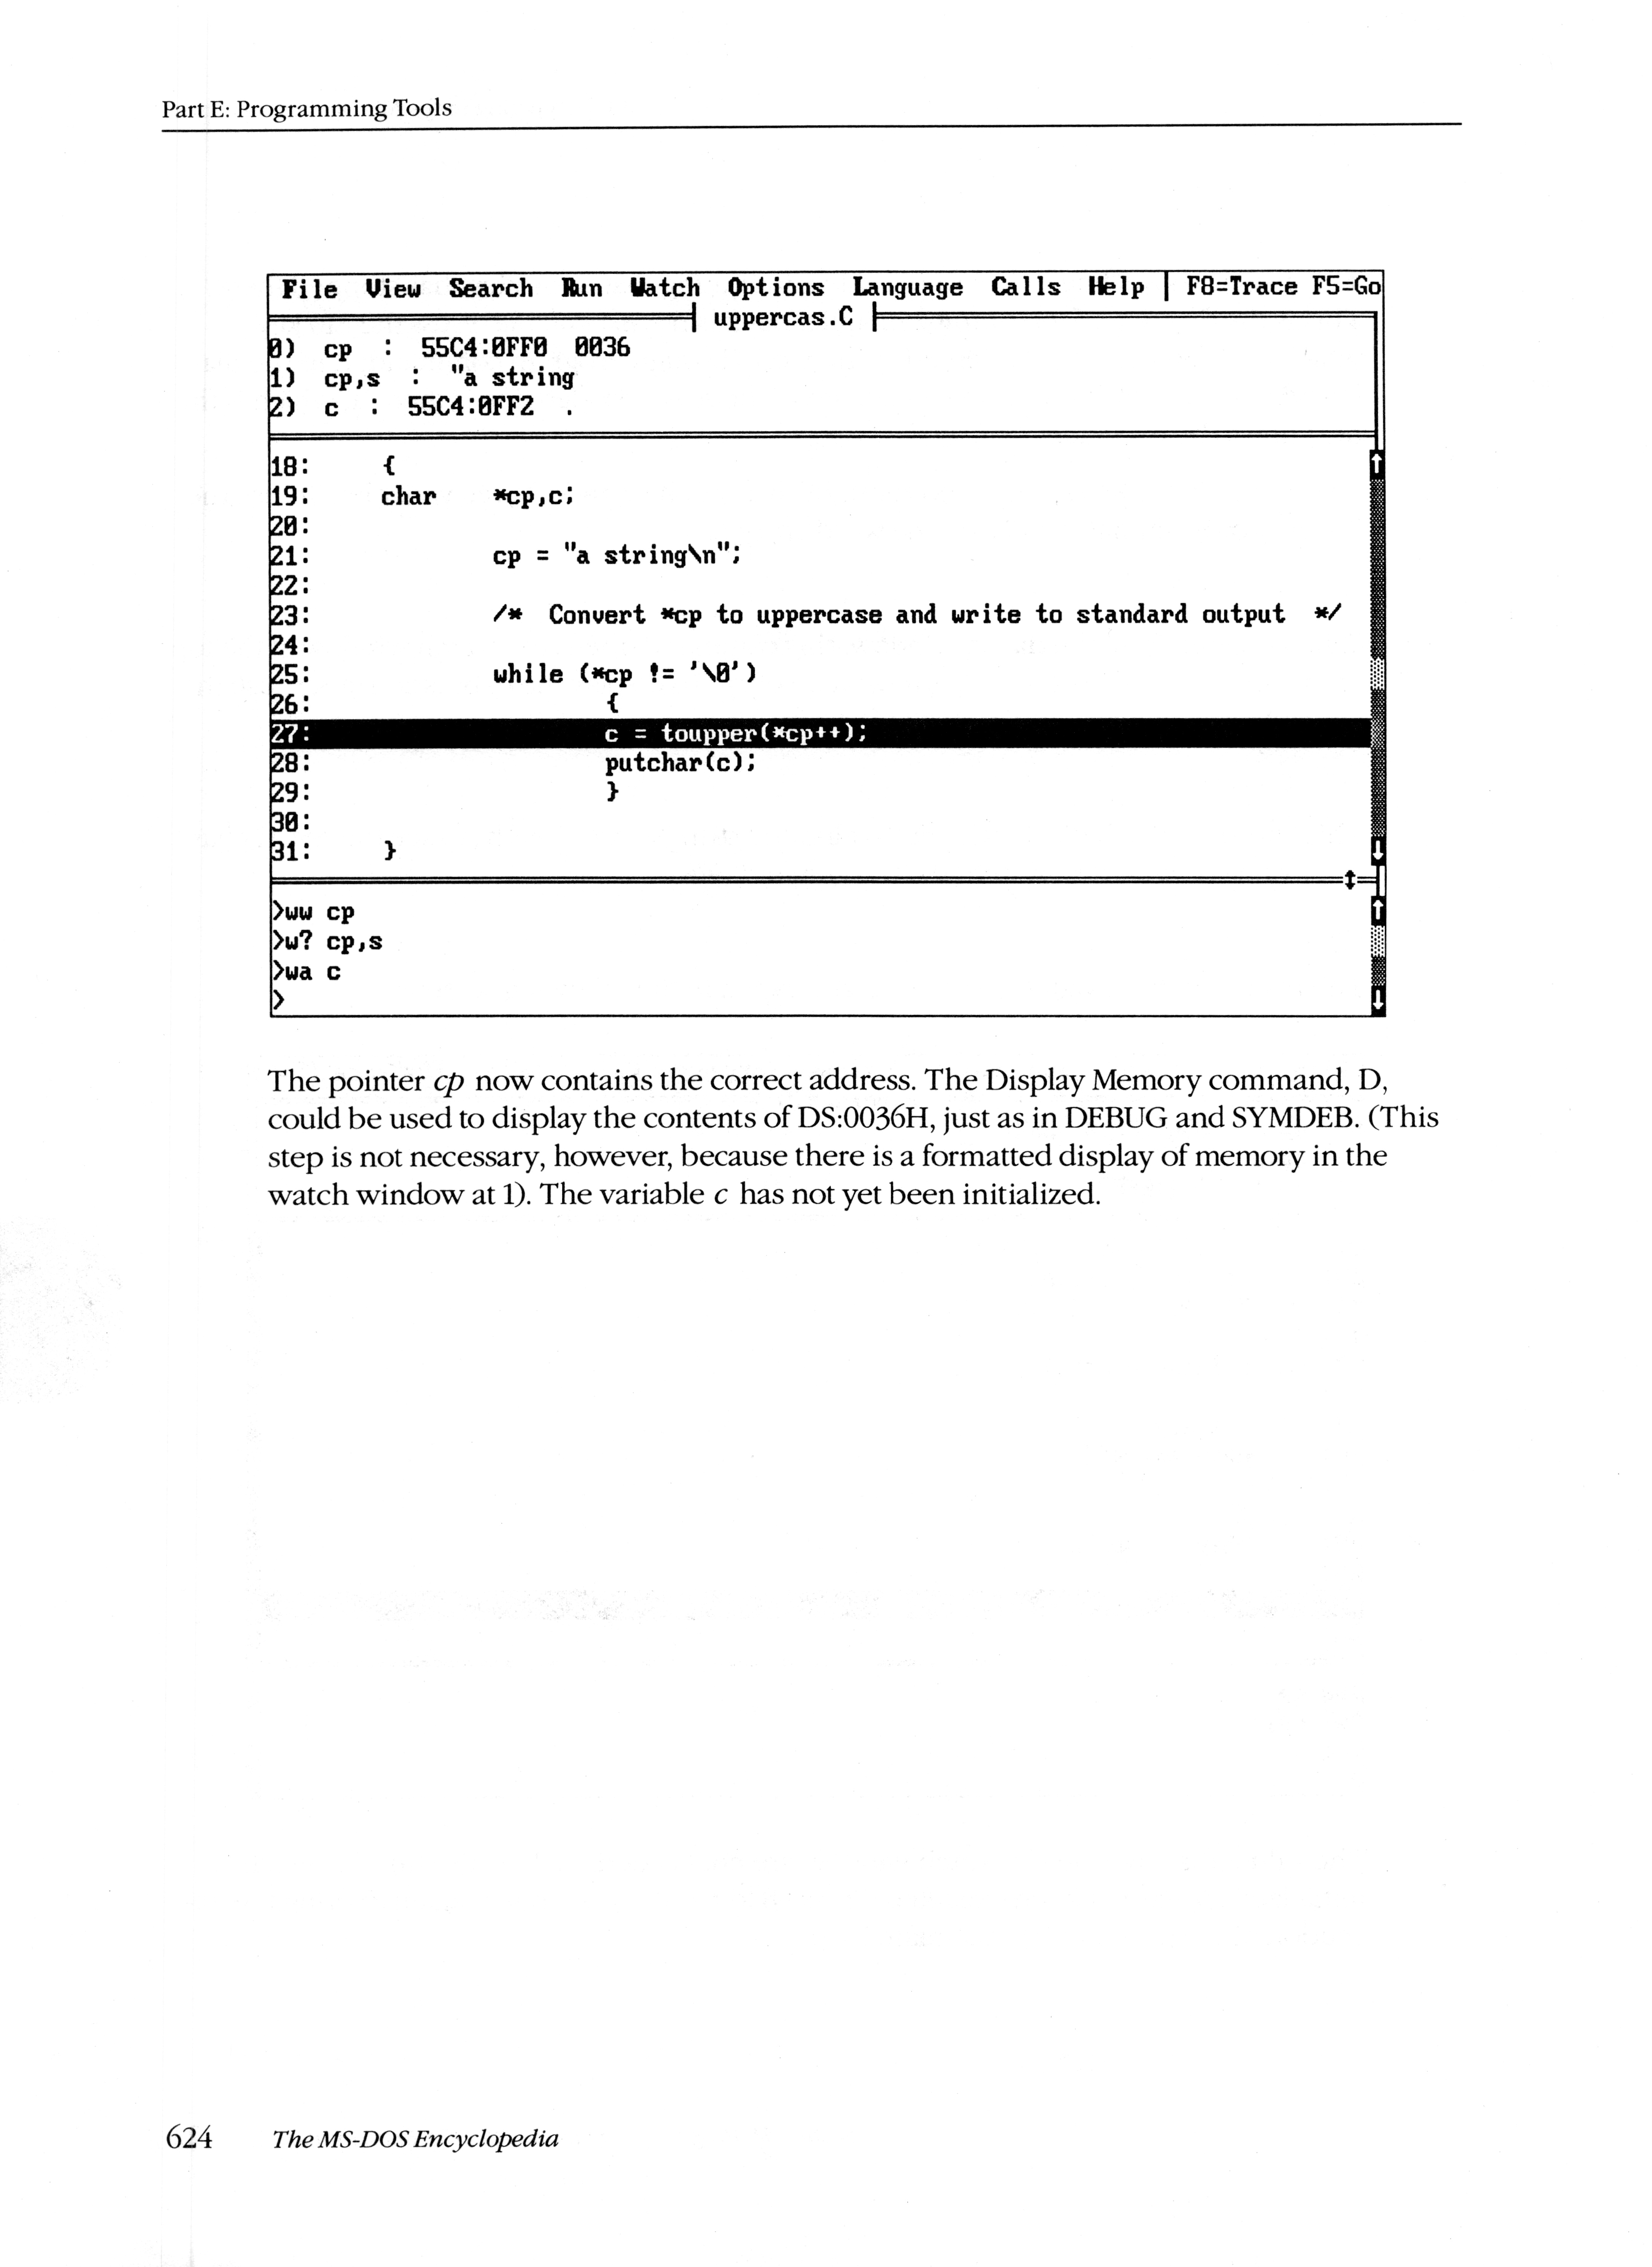 Part E: Programming Tools
File View Search Run Watch Options Language Calls Help | F8=Trace F5=Go
uppercas.C
0) cp : 55C4:0FF0 0036
1) cp,s : "a string
2) c : 55C4:0FF2 .
18: {
19: char *cp,c;
20:
21: cp = "a string\n";
22:
23: /* Convert *cp to uppercase and write to standard output */
24:
25: while (*cp != '\0')
26: {
27: c = toupper(*cp++);
28: putchar(c);
29: }
30:
31: }
>ww cp
>w? cp,s
>wa c
>
The pointer cp now contains the correct address. The Display Memory command, D,
could be used to display the contents of DS:0036H, just as in DEBUG and SYMDEB. (This
step is not necessary, however, because there is a formatted display of memory in the
watch window at 1). The variable c has not yet been initialized.
624 The MS-DOS Encyclopedia